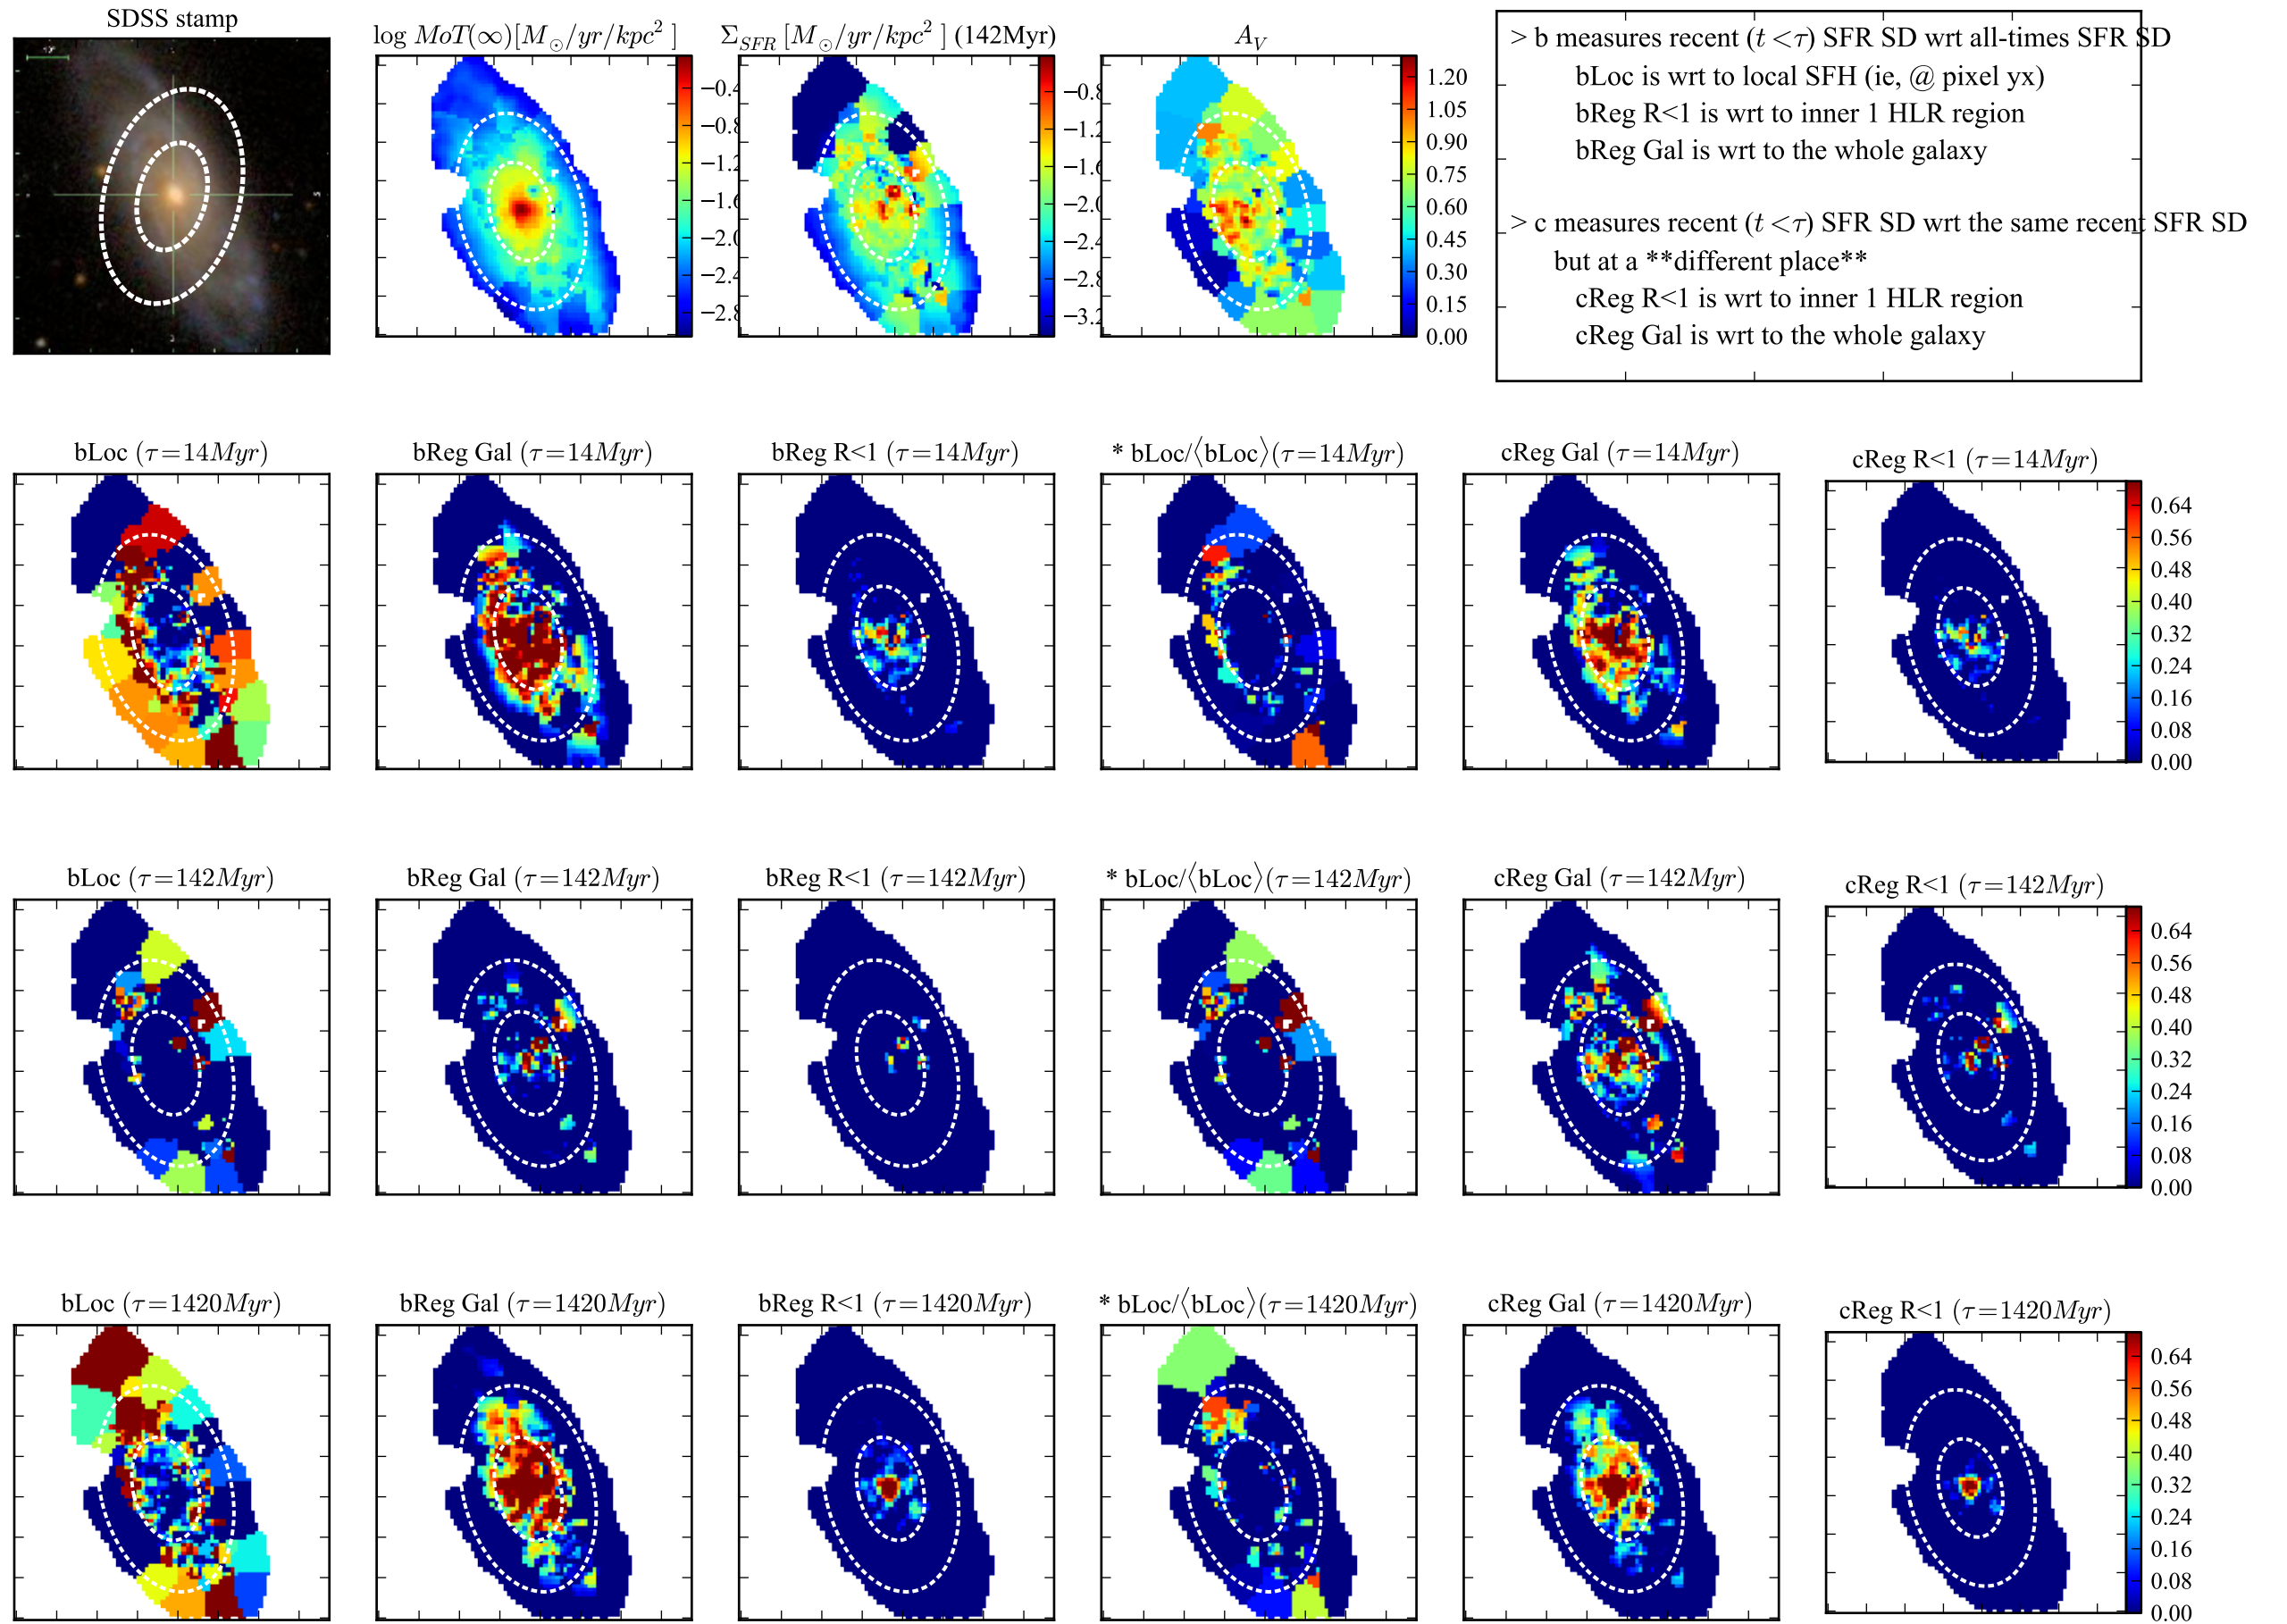 SDSS stamp
log MoT(∞)[M⊙/yr/kpc² ]
Σ_SFR [M⊙/yr/kpc² ] (142Myr)
A_V
−0.4
−0.8
−1.2
−1.6
−2.0
−2.4
−2.8
−0.8
−1.2
−1.6
−2.0
−2.4
−2.8
−3.2
1.20
1.05
0.90
0.75
0.60
0.45
0.30
0.15
0.00
> b measures recent (t <τ) SFR SD wrt all-times SFR SD
bLoc is wrt to local SFH (ie, @ pixel yx)
bReg R<1 is wrt to inner 1 HLR region
bReg Gal is wrt to the whole galaxy
> c measures recent (t <τ) SFR SD wrt the same recent SFR SD
but at a **different place**
cReg R<1 is wrt to inner 1 HLR region
cReg Gal is wrt to the whole galaxy
bLoc (τ=14Myr)
bReg Gal (τ=14Myr)
bReg R<1 (τ=14Myr)
* bLoc/⟨bLoc⟩(τ=14Myr)
cReg Gal (τ=14Myr)
cReg R<1 (τ=14Myr)
0.64
0.56
0.48
0.40
0.32
0.24
0.16
0.08
0.00
bLoc (τ=142Myr)
bReg Gal (τ=142Myr)
bReg R<1 (τ=142Myr)
* bLoc/⟨bLoc⟩(τ=142Myr)
cReg Gal (τ=142Myr)
cReg R<1 (τ=142Myr)
0.64
0.56
0.48
0.40
0.32
0.24
0.16
0.08
0.00
bLoc (τ=1420Myr)
bReg Gal (τ=1420Myr)
bReg R<1 (τ=1420Myr)
* bLoc/⟨bLoc⟩(τ=1420Myr)
cReg Gal (τ=1420Myr)
cReg R<1 (τ=1420Myr)
0.64
0.56
0.48
0.40
0.32
0.24
0.16
0.08
0.00